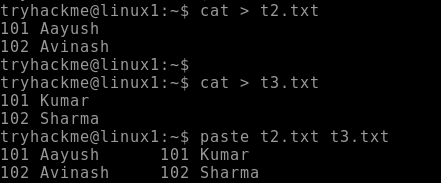 tryhackme@linux1:~$ cat > t2.txt
101 Aayush
102 Avinash
tryhackme@linux1:~$
tryhackme@linux1:~$ cat > t3.txt
101 Kumar
102 Sharma
tryhackme@linux1:~$ paste t2.txt t3.txt
101 Aayush      101 Kumar
102 Avinash     102 Sharma